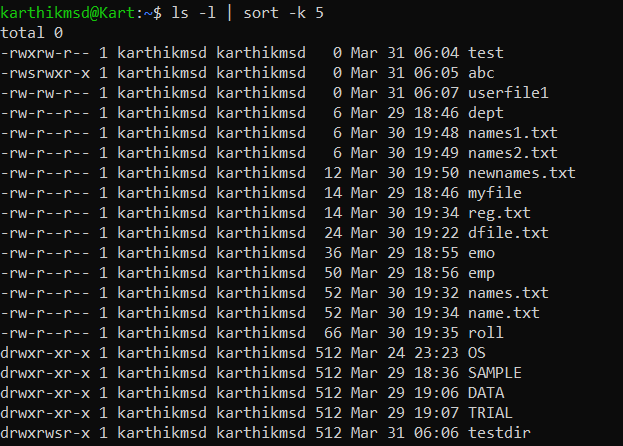 karthikmsd@Kart:~$ ls -l | sort -k 5
total 0
-rwxrw-r-- 1 karthikmsd karthikmsd   0 Mar 31 06:04 test
-rwsrwxr-x 1 karthikmsd karthikmsd   0 Mar 31 06:05 abc
-rw-rw-r-- 1 karthikmsd karthikmsd   0 Mar 31 06:07 userfile1
-rw-r--r-- 1 karthikmsd karthikmsd   6 Mar 29 18:46 dept
-rw-r--r-- 1 karthikmsd karthikmsd   6 Mar 30 19:48 names1.txt
-rw-r--r-- 1 karthikmsd karthikmsd   6 Mar 30 19:49 names2.txt
-rw-r--r-- 1 karthikmsd karthikmsd  12 Mar 30 19:50 newnames.txt
-rw-r--r-- 1 karthikmsd karthikmsd  14 Mar 29 18:46 myfile
-rw-r--r-- 1 karthikmsd karthikmsd  14 Mar 30 19:34 reg.txt
-rw-r--r-- 1 karthikmsd karthikmsd  24 Mar 30 19:22 dfile.txt
-rw-r--r-- 1 karthikmsd karthikmsd  36 Mar 29 18:55 emo
-rw-r--r-- 1 karthikmsd karthikmsd  50 Mar 29 18:56 emp
-rw-r--r-- 1 karthikmsd karthikmsd  52 Mar 30 19:32 names.txt
-rw-r--r-- 1 karthikmsd karthikmsd  52 Mar 30 19:34 name.txt
-rw-r--r-- 1 karthikmsd karthikmsd  66 Mar 30 19:35 roll
drwxr-xr-x 1 karthikmsd karthikmsd 512 Mar 24 23:23 OS
drwxr-xr-x 1 karthikmsd karthikmsd 512 Mar 29 18:36 SAMPLE
drwxr-xr-x 1 karthikmsd karthikmsd 512 Mar 29 19:06 DATA
drwxr-xr-x 1 karthikmsd karthikmsd 512 Mar 29 19:07 TRIAL
drwxrwsr-x 1 karthikmsd karthikmsd 512 Mar 31 06:06 testdir